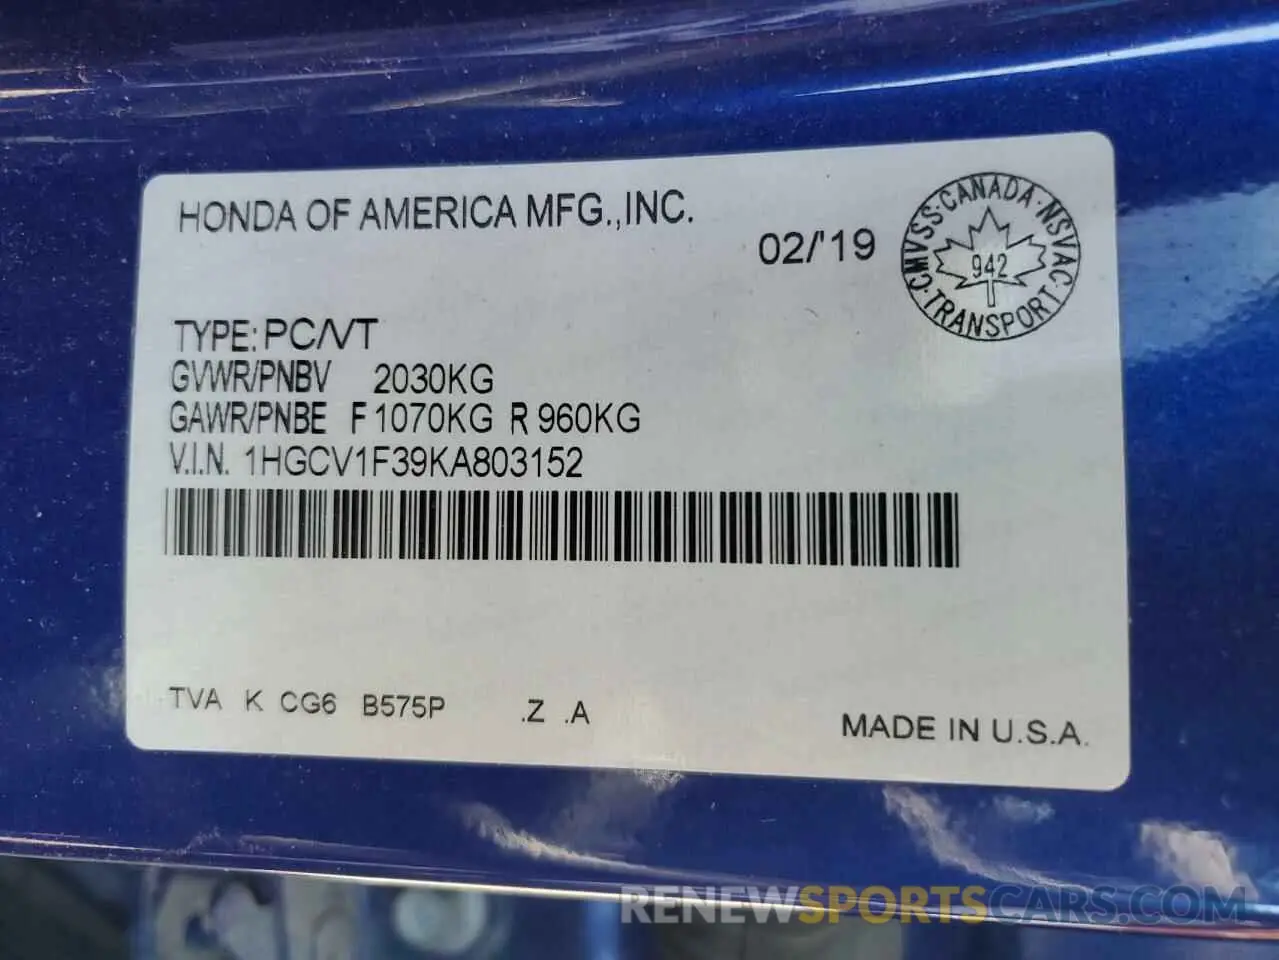 HONDA OF AMERICA MFG.,INC.
02/'19
CMVSS·CANADA·NSVAC·TRANSPORT·
942
TYPE: PC/VT
GVWR/PNBV 2030KG
GAWR/PNBE F 1070KG R 960KG
V.I.N. 1HGCV1F39KA803152
TVA K CG6 B575P .Z .A
MADE IN U.S.A.
RENEWSPORTSCARS.COM